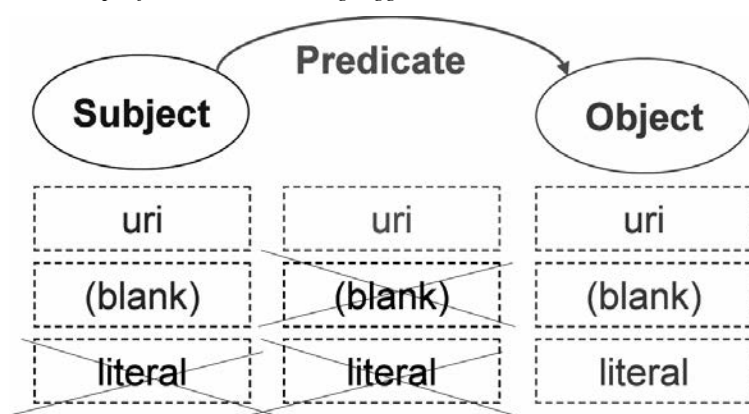 Predicate
Subject
Object
uri
uri
uri
(blank)
(blank)
(blank)
literal
literal
literal